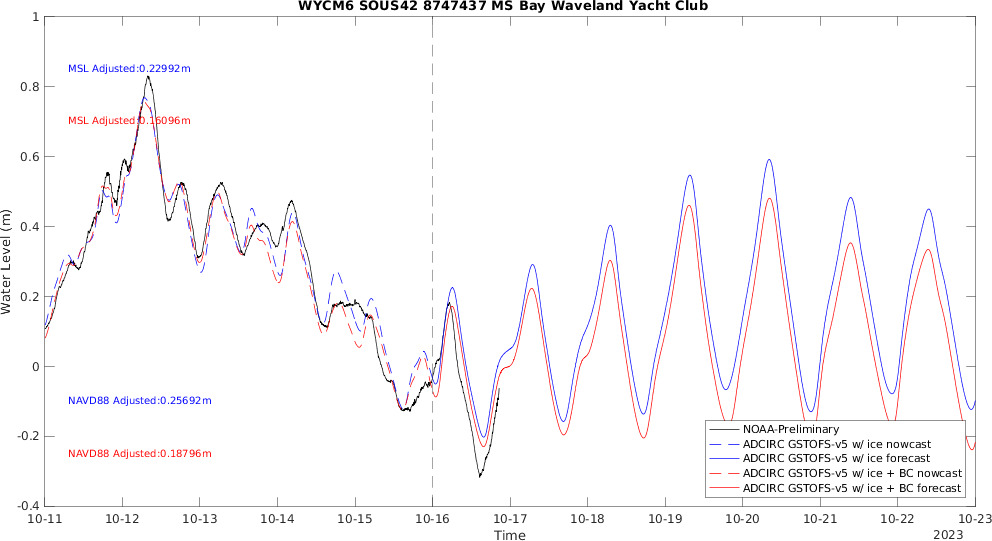 WYCM6 SOUS42 8747437 MS Bay Waveland Yacht Club
Water Level (m)
1
0.8
0.6
0.4
0.2
0
-0.2
-0.4
MSL Adjusted:0.22992m
MSL Adjusted:0.16096m
NAVD88 Adjusted:0.25692m
NAVD88 Adjusted:0.18796m
NOAA-Preliminary
ADCIRC GSTOFS-v5 w/ ice nowcast
ADCIRC GSTOFS-v5 w/ ice forecast
ADCIRC GSTOFS-v5 w/ ice + BC nowcast
ADCIRC GSTOFS-v5 w/ ice + BC forecast
10-11 10-12 10-13 10-14 10-15 10-16 10-17 10-18 10-19 10-20 10-21 10-22 10-23
Time
2023